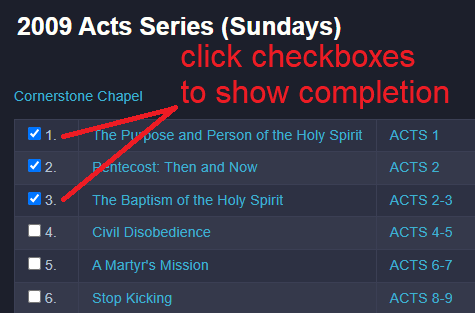 2009 Acts Series (Sundays)
click checkboxes
to show completion
Cornerstone Chapel
1. The Purpose and Person of the Holy Spirit ACTS 1
2. Pentecost: Then and Now ACTS 2
3. The Baptism of the Holy Spirit ACTS 2-3
4. Civil Disobedience ACTS 4-5
5. A Martyr's Mission ACTS 6-7
6. Stop Kicking ACTS 8-9